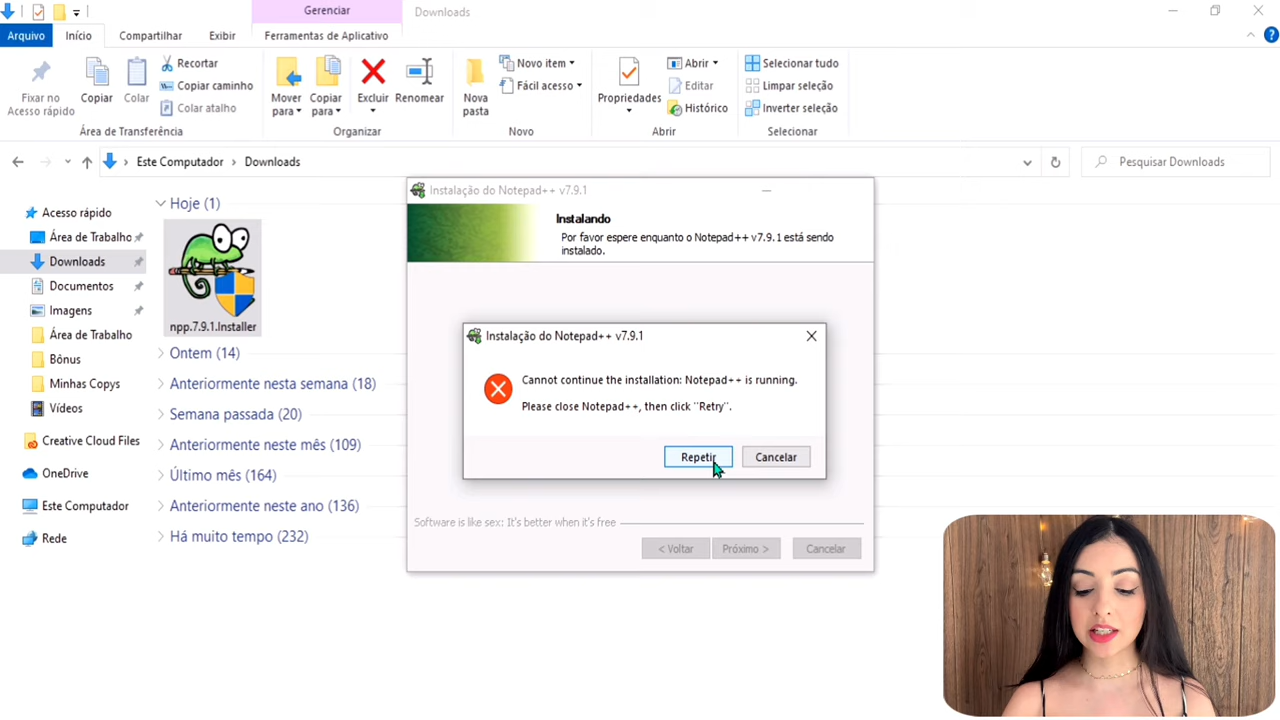 Gerenciar
Downloads
Arquivo
Início
Compartilhar
Exibir
Ferramentas de Aplicativo
Fixar no Acesso rápido
Copiar
Colar
Recortar
Copiar caminho
Colar atalho
Área de Transferência
Mover para
Copiar para
Excluir
Renomear
Organizar
Nova pasta
Novo item
Fácil acesso
Novo
Propriedades
Abrir
Editar
Histórico
Abrir
Selecionar tudo
Limpar seleção
Inverter seleção
Selecionar
Este Computador > Downloads
Pesquisar Downloads
Acesso rápido
Área de Trabalho
Downloads
Documentos
Imagens
Área de Trabalho
Bônus
Minhas Copys
Vídeos
Creative Cloud Files
OneDrive
Este Computador
Rede
Hoje (1)
npp.7.9.1.Installer
Ontem (14)
Anteriormente nesta semana (18)
Semana passada (20)
Anteriormente neste mês (109)
Último mês (164)
Anteriormente neste ano (136)
Há muito tempo (232)
Instalação do Notepad++ v7.9.1
Instalando
Por favor espere enquanto o Notepad++ v7.9.1 está sendo
instalado.
Instalação do Notepad++ v7.9.1
Cannot continue the installation: Notepad++ is running.
Please close Notepad++, then click "Retry".
Repetir
Cancelar
Software is like sex: It's better when it's free
< Voltar
Próximo >
Cancelar